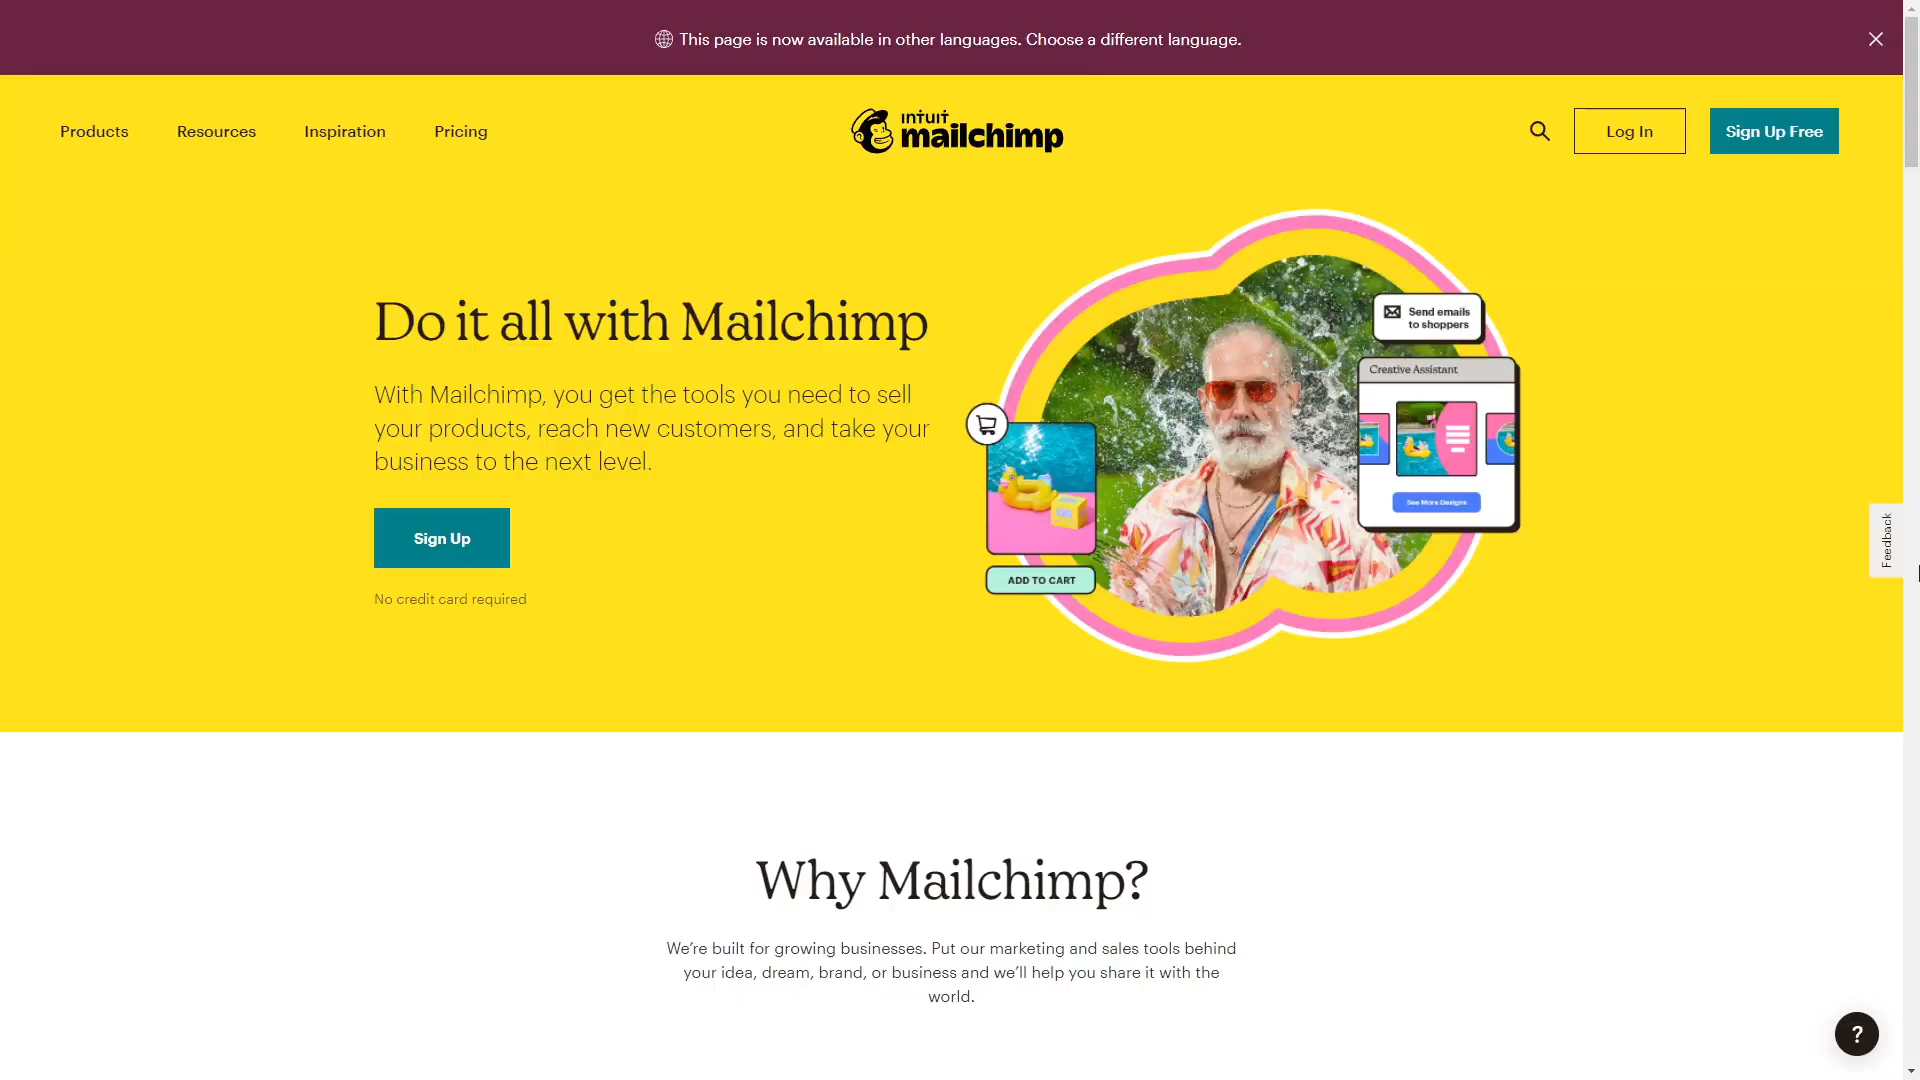 This page is now available in other languages. Choose a different language.
Products
Resources
Inspiration
Pricing
intuit
mailchimp
Log In
Sign Up Free
Do it all with Mailchimp
With Mailchimp, you get the tools you need to sell
your products, reach new customers, and take your
business to the next level.
Sign Up
No credit card required
Send emails
to shoppers
Creative Assistant
See More Designs
ADD TO CART
Feedback
Why Mailchimp?
We’re built for growing businesses. Put our marketing and sales tools behind
your idea, dream, brand, or business and we’ll help you share it with the
world.
?